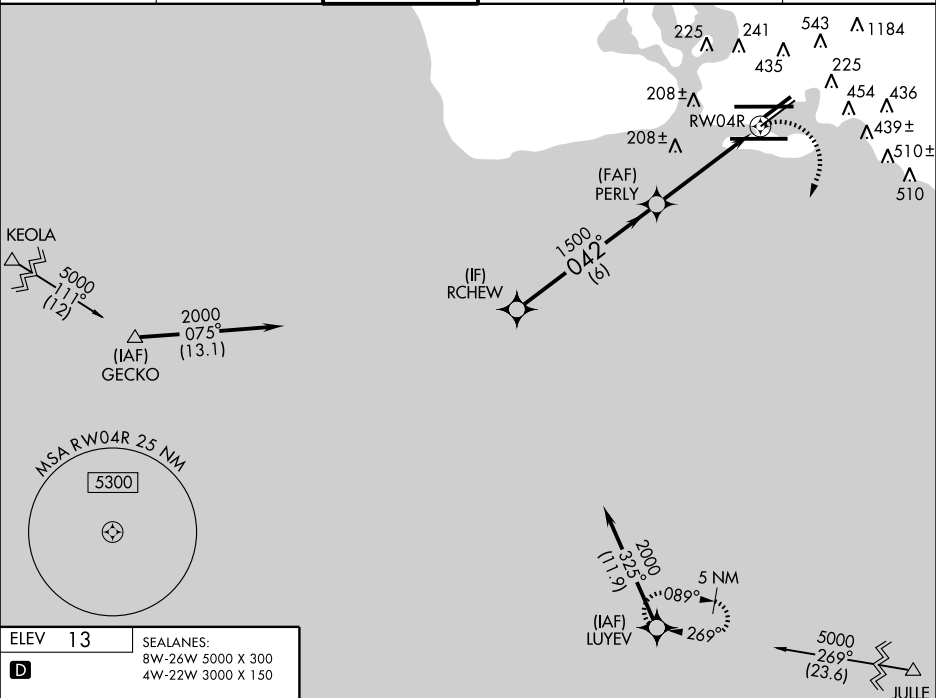 225
241
543
1184
435
225
208±
454
436
RW04R
439±
208±
510±
(FAF)
PERLY
510
KEOLA
1500
042°
(6)
5000
111°
(12)
(IF)
RCHEW
2000
075°
(13.1)
(IAF)
GECKO
MSA RW04R 25 NM
5300
2000
325°
(11.9)
5 NM
089°
269°
(IAF)
LUYEV
5000
269°
(23.6)
JULLE
ELEV 13
D
SEALANES:
8W-26W 5000 X 300
4W-22W 3000 X 150